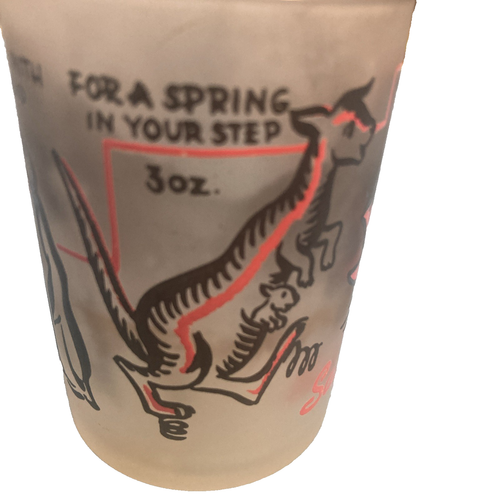 FOR A SPRING
IN YOUR STEP
3oz.